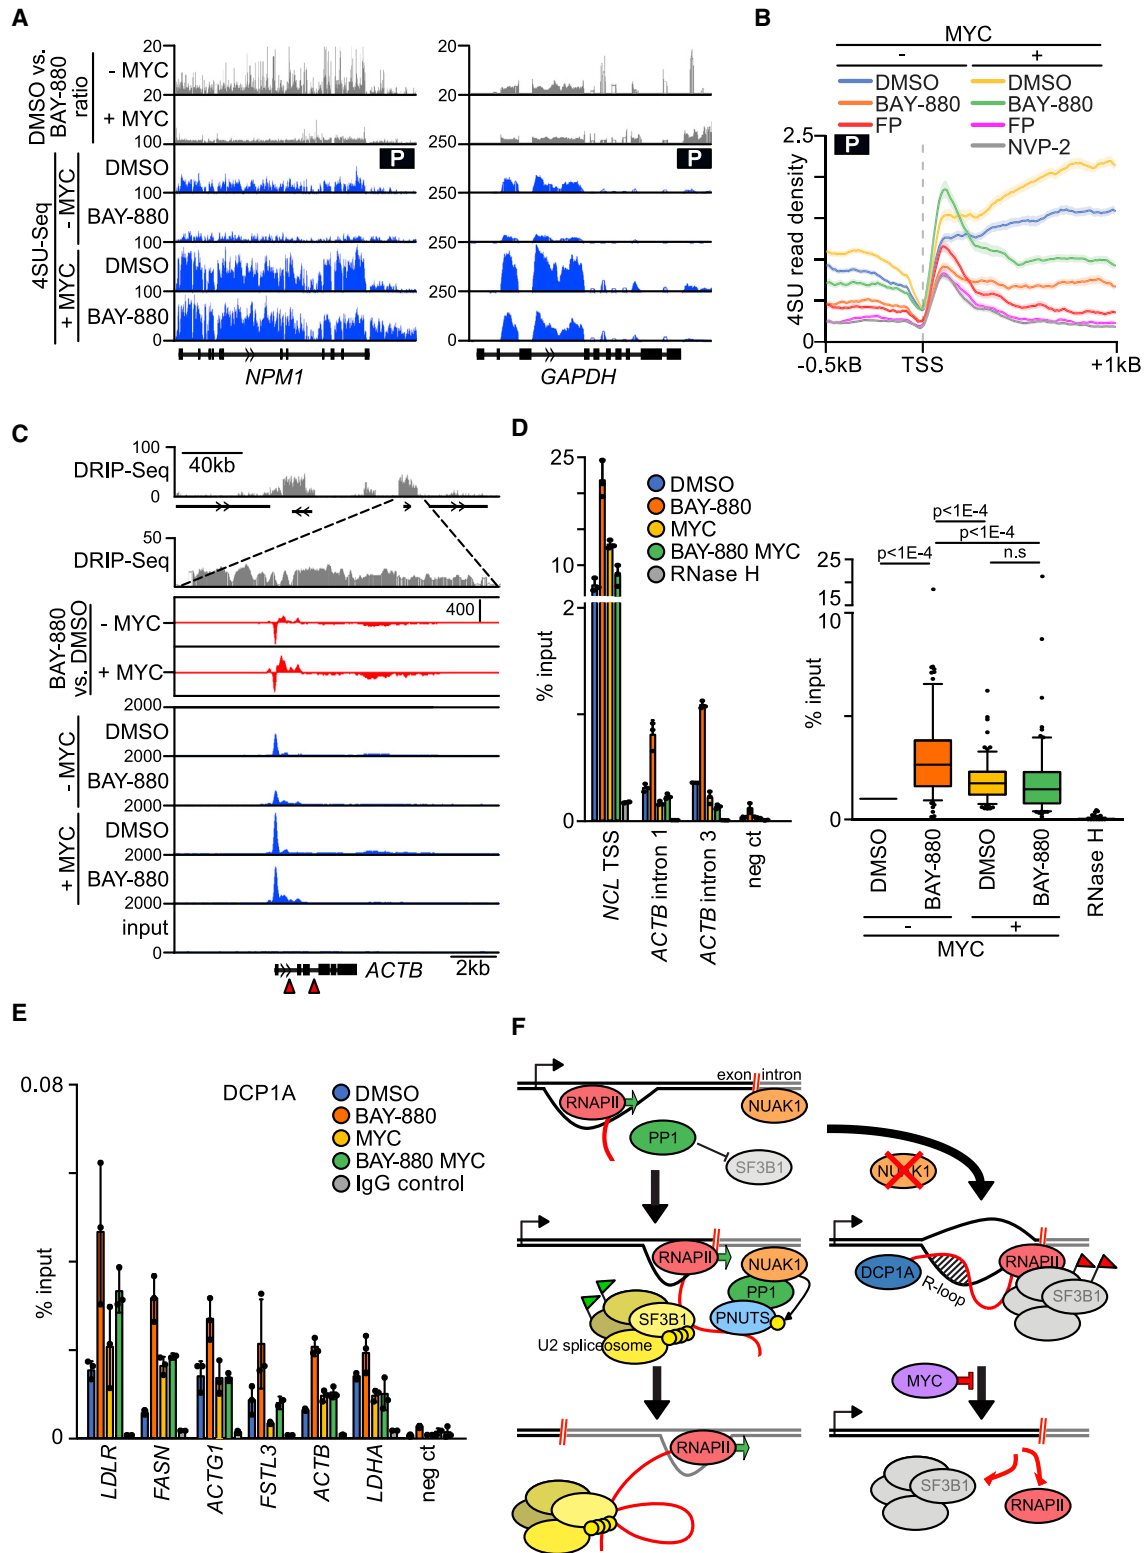 A
DMSO vs.
BAY-880
ratio
- MYC
+ MYC
20
20
100
4SU-Seq
- MYC
+ MYC
DMSO
BAY-880
DMSO
BAY-880
100
100
100
0
P
NPM1
20
20
250
250
250
250
0
P
GAPDH
B
MYC
- +
DMSO DMSO
BAY-880 BAY-880
FP FP
NVP-2
P
4SU read density
2.5
0
-0.5kB TSS +1kB
C
DRIP-Seq
100
0
40kb
DRIP-Seq
50
0
BAY-880
vs. DMSO
- MYC
+ MYC
400
- MYC
+ MYC
DMSO
BAY-880
DMSO
BAY-880
input
2000
2000
2000
2000
2000
0
ACTB
2kb
D
% input
25
10
2
0
DMSO
BAY-880
MYC
BAY-880 MYC
RNase H
NCL TSS
ACTB intron 1
ACTB intron 3
neg ct
p<1E-4
p<1E-4
p<1E-4
n.s
% input
25
15
10
0
DMSO
BAY-880
DMSO
BAY-880
RNase H
- +
MYC
E
DCP1A
% input
0.08
0
DMSO
BAY-880
MYC
BAY-880 MYC
IgG control
LDLR
FASN
ACTG1
FSTL3
ACTB
LDHA
neg ct
F
exon intron
RNAPII
NUAK1
PP1
SF3B1
NUAK1
RNAPII
NUAK1
PP1
PNUTS
SF3B1
U2 spliceosome
DCP1A
R-loop
RNAPII
SF3B1
MYC
RNAPII
SF3B1
RNAPII